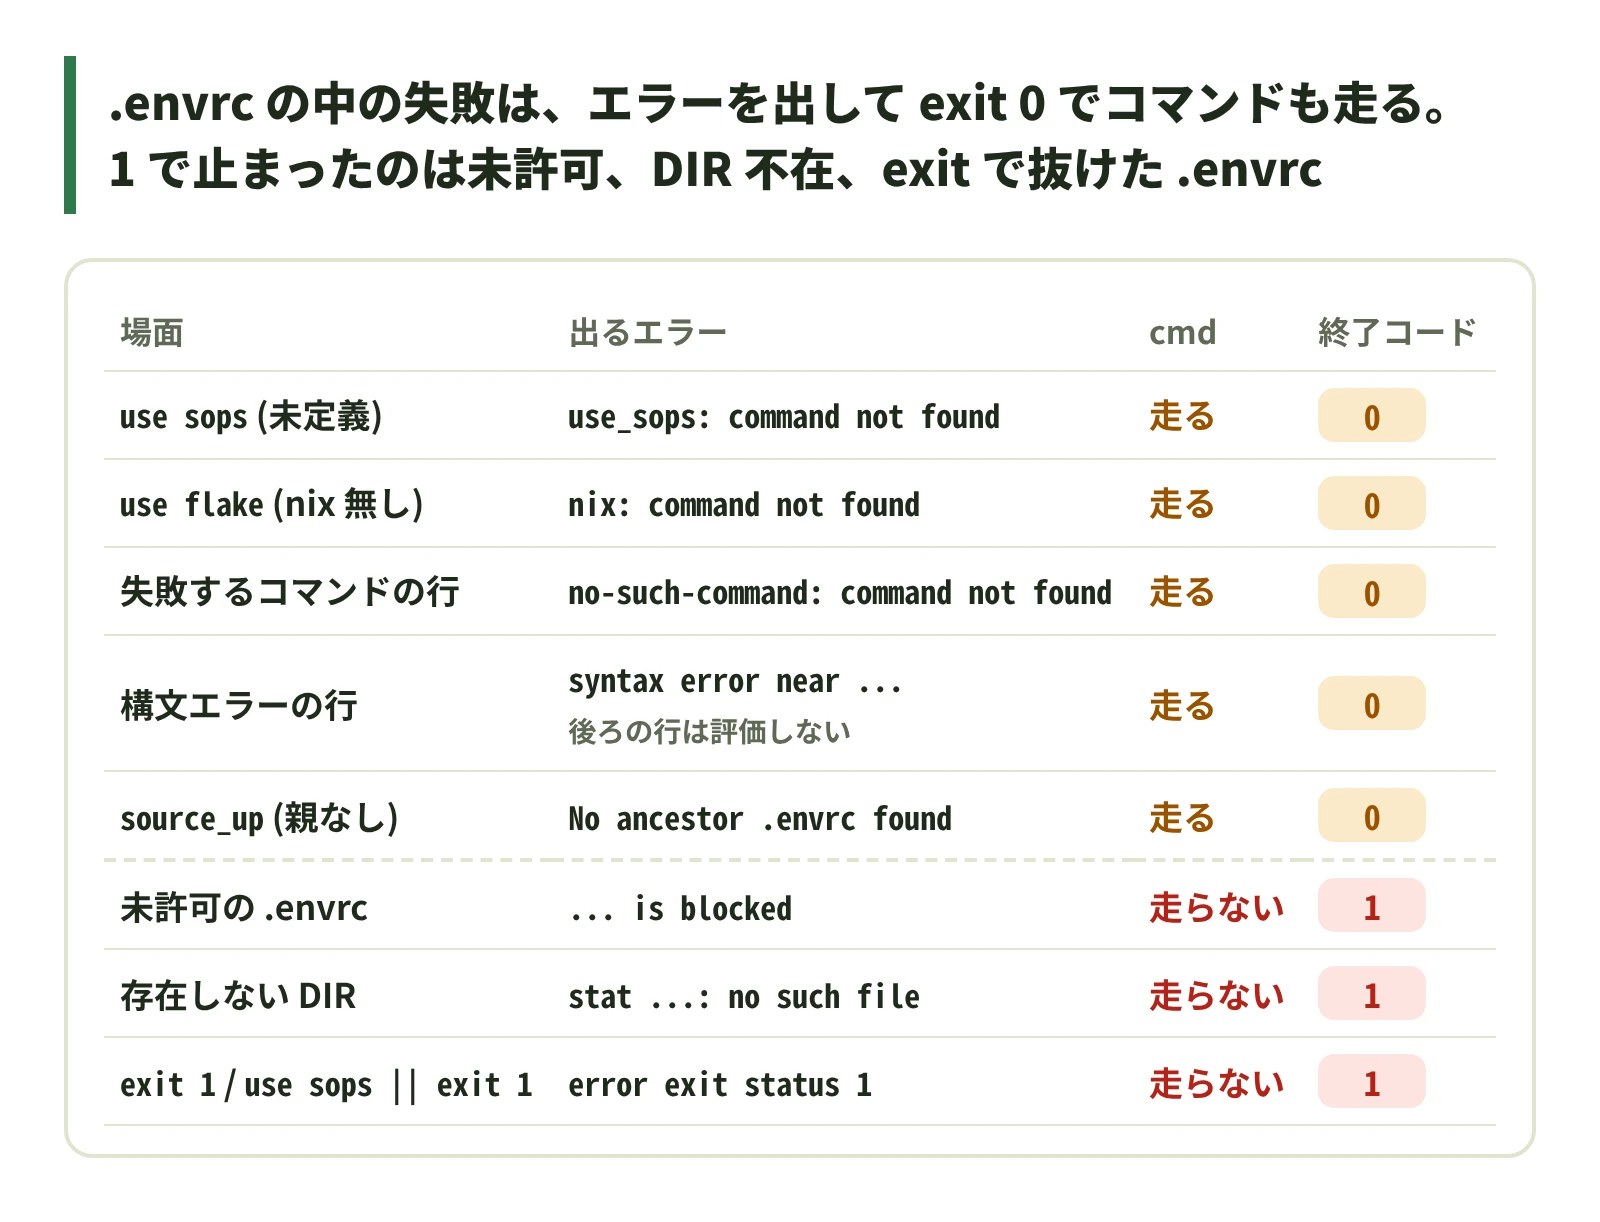 .envrc の中の失敗は、エラーを出して exit 0 でコマンドも走る。
1 で止まったのは未許可、DIR 不在、exit で抜けた .envrc
場面 出るエラー cmd 終了コード
use sops (未定義) use_sops: command not found 走る 0
use flake (nix 無し) nix: command not found 走る 0
失敗するコマンドの行 no-such-command: command not found 走る 0
構文エラーの行 syntax error near ... 走る 0
後ろの行は評価しない
source_up (親なし) No ancestor .envrc found 走る 0
未許可の .envrc ... is blocked 走らない 1
存在しない DIR stat ...: no such file 走らない 1
exit 1 / use sops || exit 1 error exit status 1 走らない 1